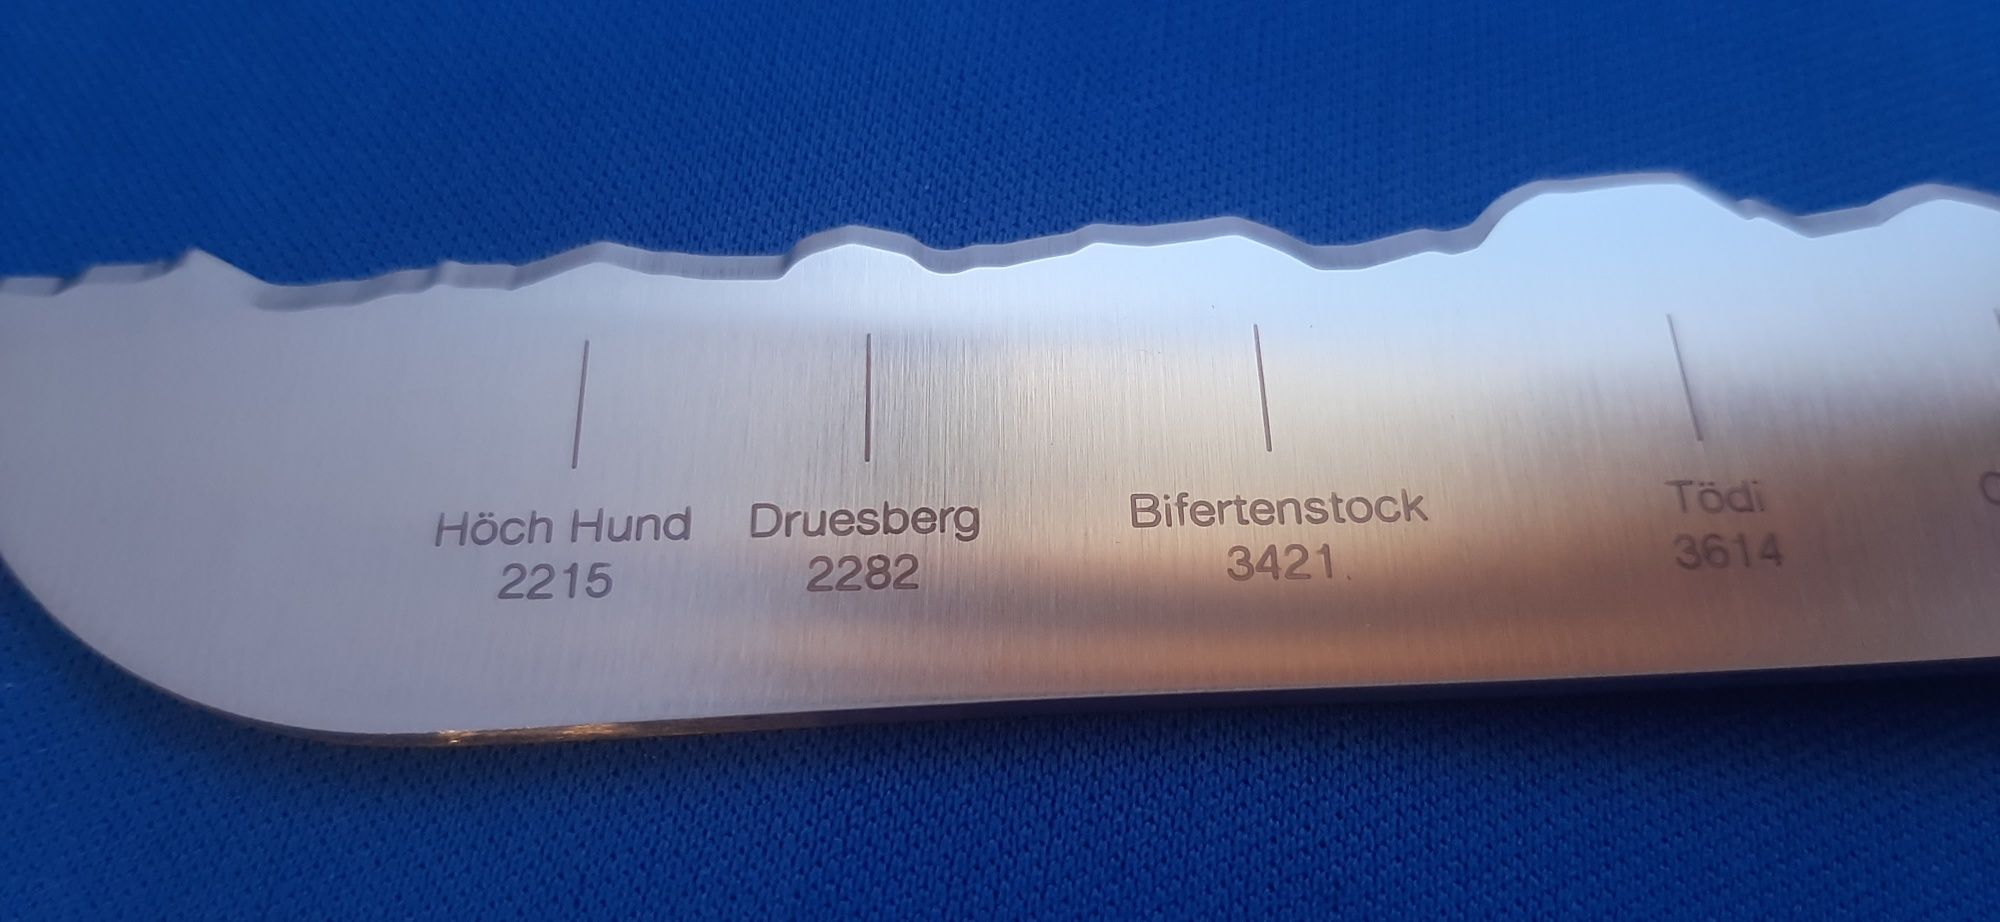 Höch Hund
2215
Druesberg
2282
Bifertenstock
3421
Tödi
3614